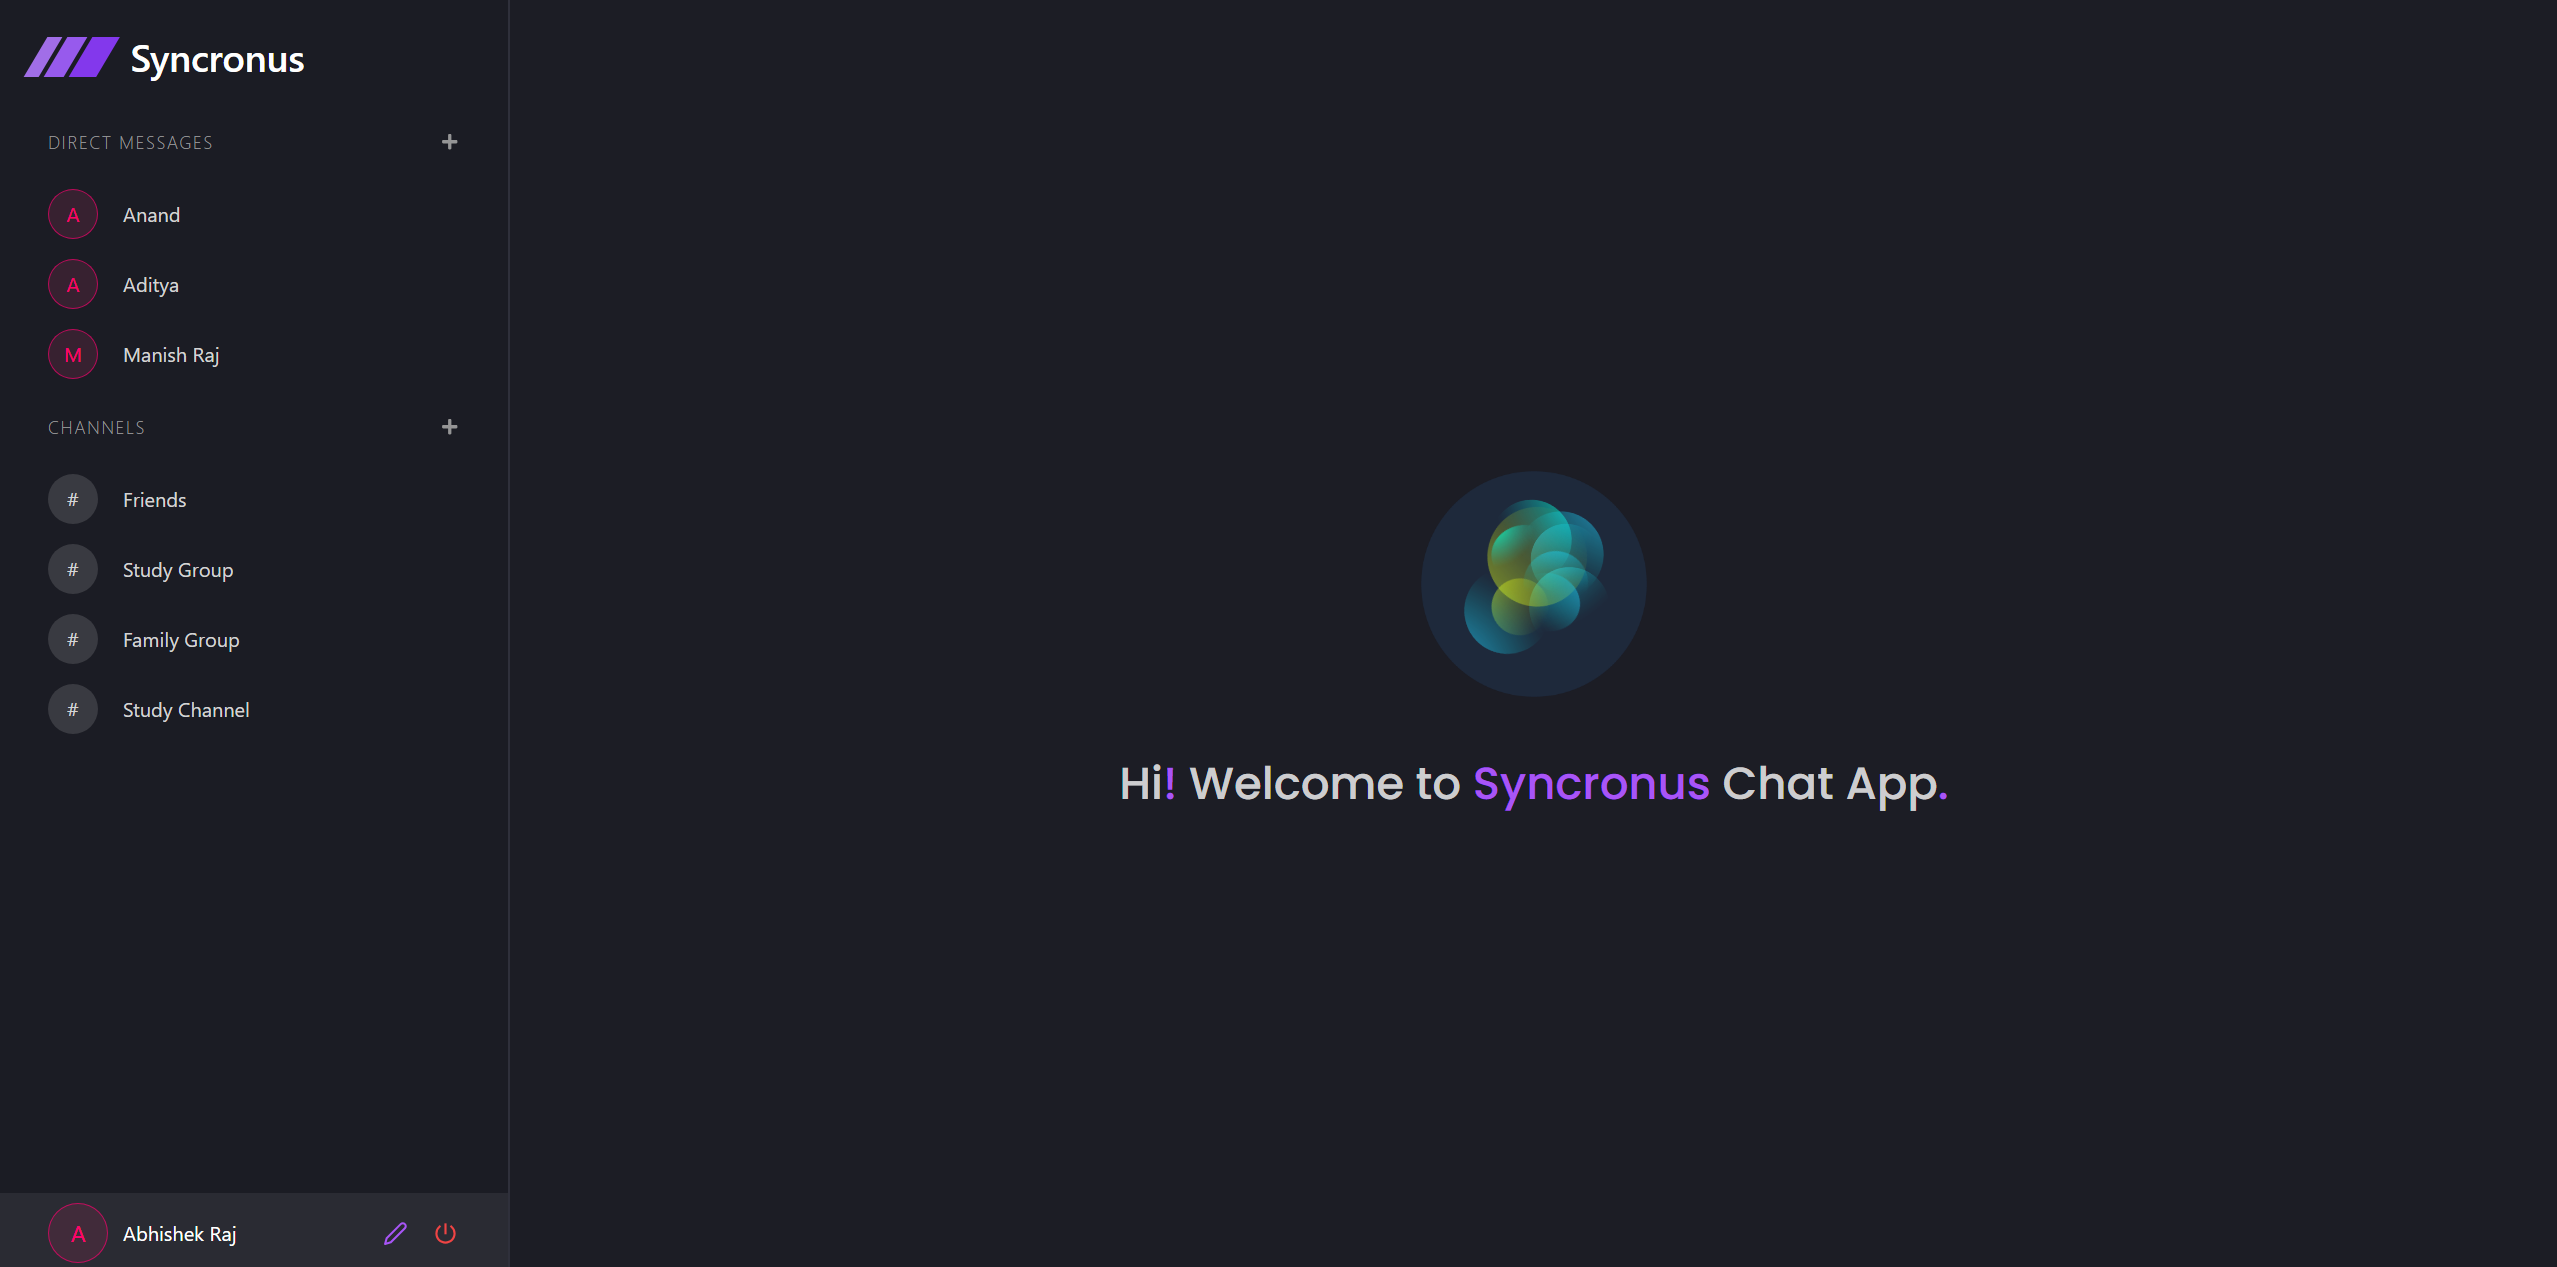 Syncronus
DIRECT MESSAGES +
A Anand
A Aditya
M Manish Raj
CHANNELS +
# Friends
# Study Group
# Family Group
# Study Channel
A Abhishek Raj
Hi! Welcome to Syncronus Chat App.